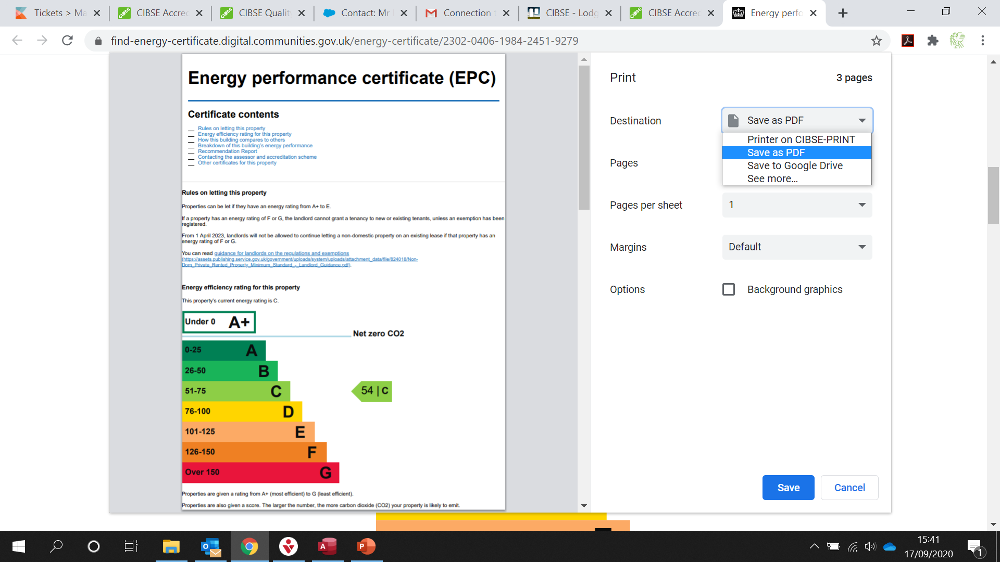 Tickets > Ma
CIBSE Accred
CIBSE Quality
Contact: Mr
Connection
CIBSE - Lodg
CIBSE Accred
Energy perfo
find-energy-certificate.digital.communities.gov.uk/energy-certificate/2302-0406-1984-2451-9279
Energy performance certificate (EPC)
Certificate contents
Rules on letting this property
Energy efficiency rating for this property
How this building compares to others
Breakdown of this building's energy performance
Recommendation Report
Contacting the assessor and accreditation scheme
Other certificates for this property
Rules on letting this property
Properties can be let if they have an energy rating from A+ to E.
If a property has an energy rating of F or G, the landlord cannot grant a tenancy to new or existing tenants, unless an exemption has been
registered.
From 1 April 2023, landlords will not be allowed to continue letting a non-domestic property on an existing lease if that property has an
energy rating of F or G.
You can read guidance for landlords on the regulations and exemptions
(https://assets.publishing.service.gov.uk/government/uploads/system/uploads/attachment_data/file/824018/Non-
Dom_Private_Rented_Property_Minimum_Standard_-_Landlord_Guidance.pdf).
Energy efficiency rating for this property
This property's current energy rating is C.
Under 0 A+
Net zero CO2
0-25 A
26-50 B
51-75 C
54 | C
76-100 D
101-125 E
126-150 F
Over 150 G
Properties are given a rating from A+ (most efficient) to G (least efficient).
Properties are also given a score. The larger the number, the more carbon dioxide (CO2) your property is likely to emit.
Print
3 pages
Destination
Save as PDF
Printer on CIBSE-PRINT
Save as PDF
Save to Google Drive
See more...
Pages
Pages per sheet
1
Margins
Default
Options
Background graphics
Save
Cancel
15:41
17/09/2020
1